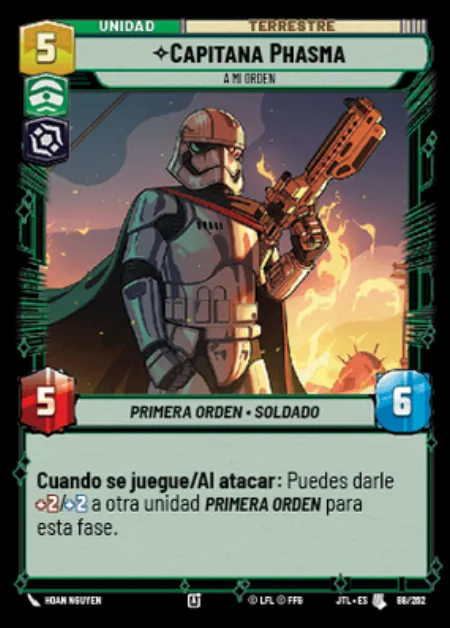 UNIDAD
TERRESTRE
5
CAPITANA PHASMA
A MI ORDEN
5
PRIMERA ORDEN • SOLDADO
6
Cuando se juegue/Al atacar: Puedes darle
+2/+2 a otra unidad PRIMERA ORDEN para
esta fase.
HOAN NGUYEN
© LFL © FFG
JTL • ES
88/262